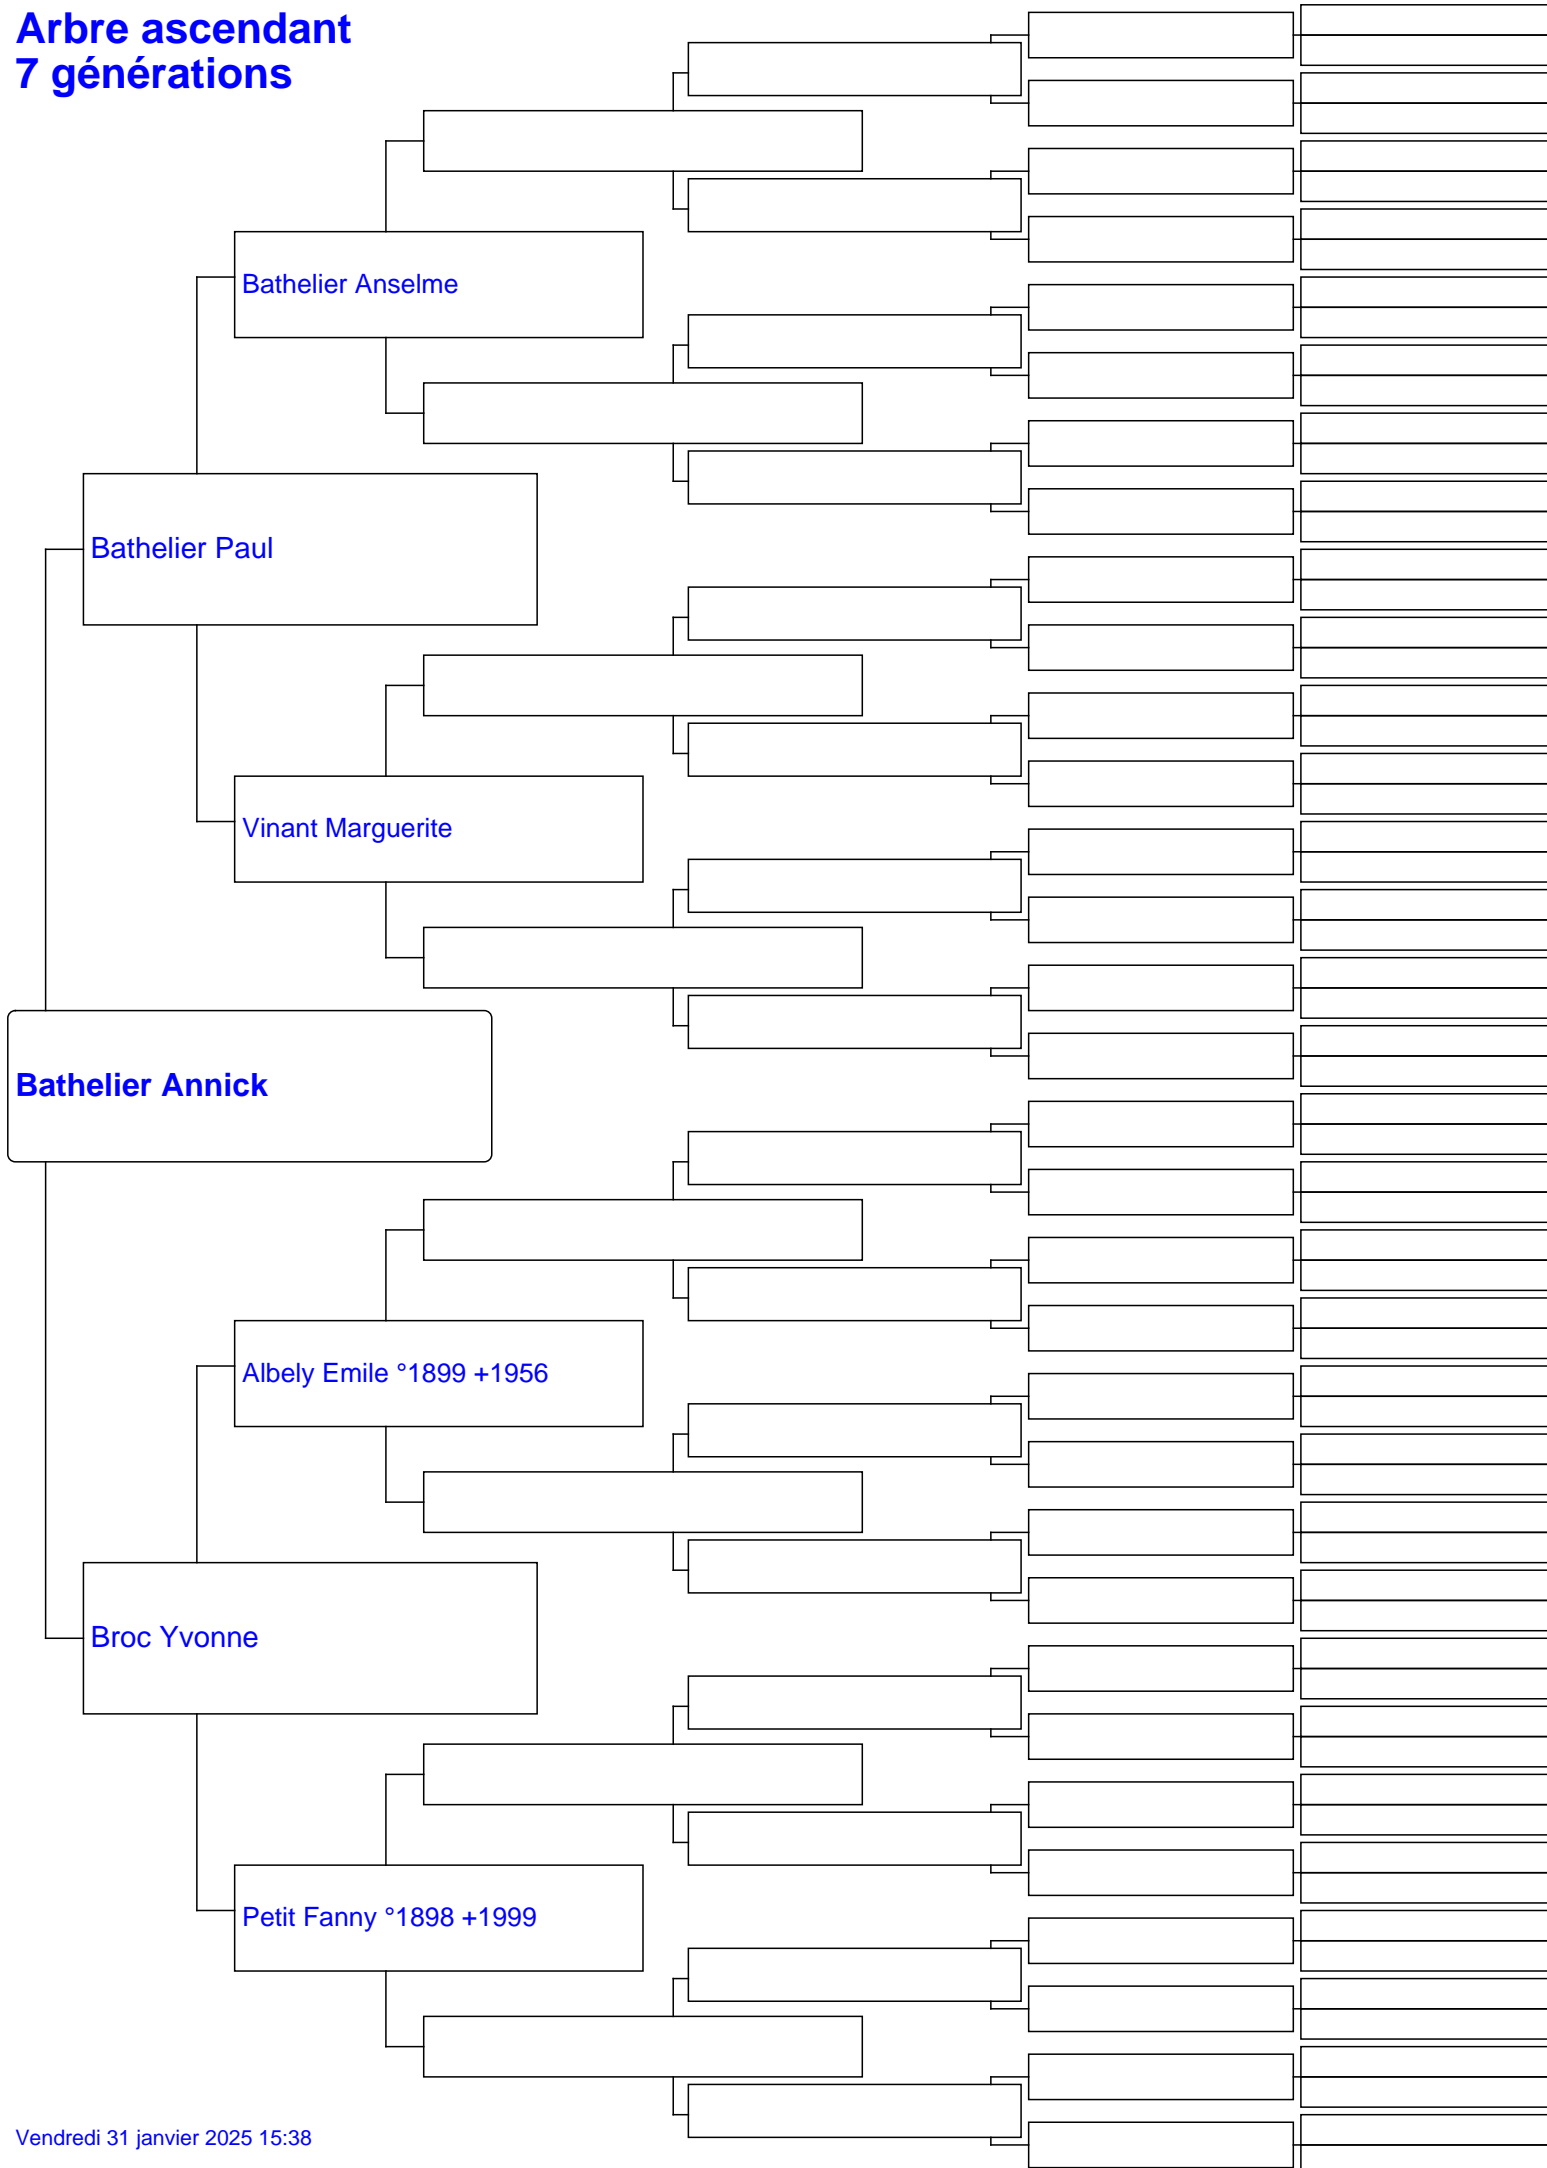 Arbre ascendant
7 générations
Bathelier Anselme
Bathelier Paul
Vinant Marguerite
Bathelier Annick
Albely Emile °1899 +1956
Broc Yvonne
Petit Fanny °1898 +1999
Vendredi 31 janvier 2025 15:38